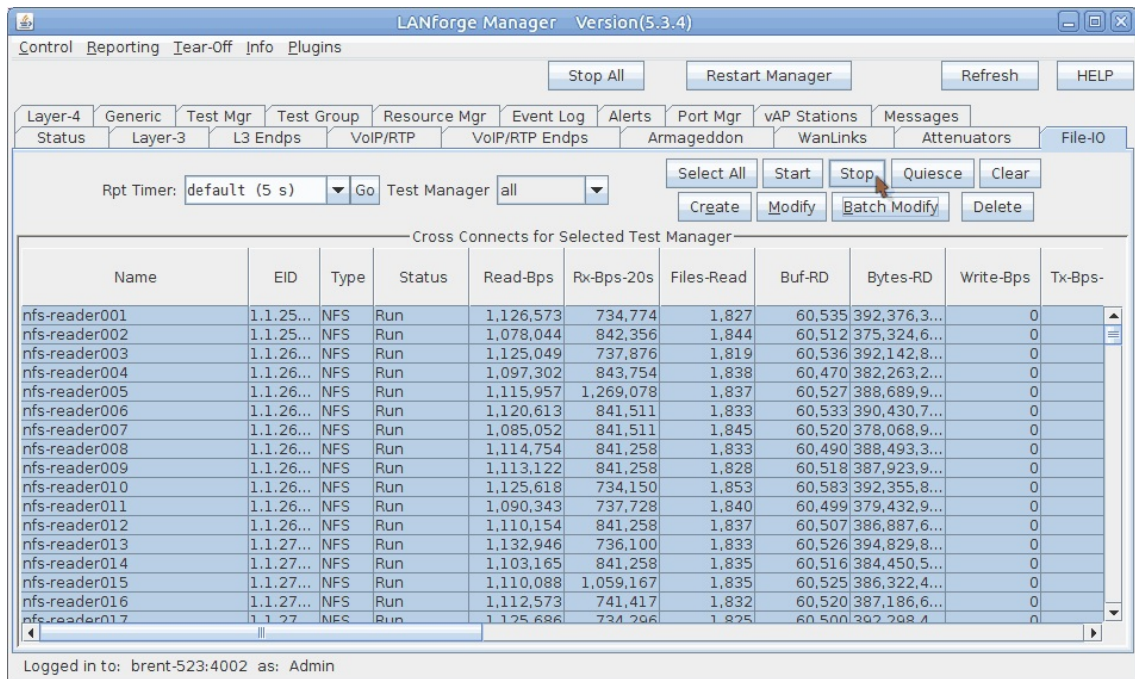 LANforge Manager Version(5.3.4)
Control Reporting Tear-Off Info Plugins
Stop All Restart Manager Refresh HELP
Layer-4 Generic Test Mgr Test Group Resource Mgr Event Log Alerts Port Mgr vAP Stations Messages
Status Layer-3 L3 Endps VoIP/RTP VoIP/RTP Endps Armageddon WanLinks Attenuators File-IO
Rpt Timer: default (5 s) Go Test Manager all Select All Start Stop Quiesce Clear
Create Modify Batch Modify Delete
Cross Connects for Selected Test Manager
Name EID Type Status Read-Bps Rx-Bps-20s Files-Read Buf-RD Bytes-RD Write-Bps Tx-Bps-
nfs-reader001 1.1.25... NFS Run 1,126,573 734,774 1,827 60,535 392,376,3... 0
nfs-reader002 1.1.25... NFS Run 1,078,044 842,356 1,844 60,512 375,324,6... 0
nfs-reader003 1.1.26... NFS Run 1,125,049 737,876 1,819 60,536 392,142,8... 0
nfs-reader004 1.1.26... NFS Run 1,097,302 843,754 1,838 60,470 382,263,2... 0
nfs-reader005 1.1.26... NFS Run 1,115,957 1,269,078 1,837 60,527 388,689,9... 0
nfs-reader006 1.1.26... NFS Run 1,120,613 841,511 1,833 60,533 390,430,7... 0
nfs-reader007 1.1.26... NFS Run 1,085,052 841,511 1,845 60,520 378,068,9... 0
nfs-reader008 1.1.26... NFS Run 1,114,754 841,258 1,833 60,490 388,493,3... 0
nfs-reader009 1.1.26... NFS Run 1,113,122 841,258 1,828 60,518 387,923,9... 0
nfs-reader010 1.1.26... NFS Run 1,125,618 734,150 1,853 60,583 392,355,8... 0
nfs-reader011 1.1.26... NFS Run 1,090,343 737,728 1,840 60,499 379,432,9... 0
nfs-reader012 1.1.26... NFS Run 1,110,154 841,258 1,837 60,507 386,887,6... 0
nfs-reader013 1.1.27... NFS Run 1,132,946 736,100 1,833 60,526 394,829,8... 0
nfs-reader014 1.1.27... NFS Run 1,103,165 841,258 1,835 60,516 384,450,5... 0
nfs-reader015 1.1.27... NFS Run 1,110,088 1,059,167 1,835 60,525 386,322,4... 0
nfs-reader016 1.1.27... NFS Run 1,112,573 741,417 1,832 60,520 387,186,6... 0
nfs-reader017 1.1.27... NFS Run 1,125,686 734,296 1,825 60,500 392,298,4... 0
Logged in to: brent-523:4002 as: Admin